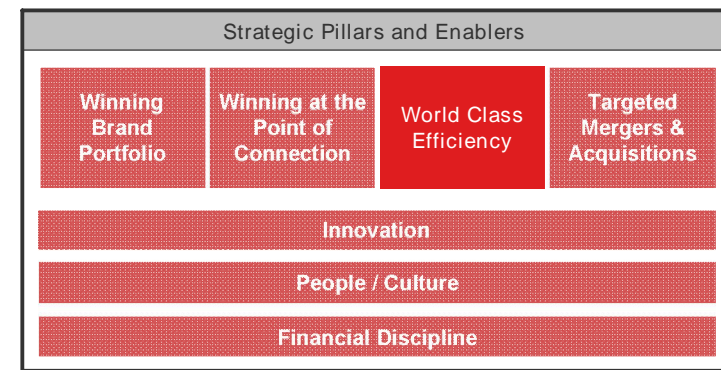 Strategic Pillars and Enablers
Winning
Brand
Portfolio
Winning at the
Point of
Connection
World Class
Efficiency
Targeted
Mergers &
Acquisitions
Innovation
People / Culture
Financial Discipline